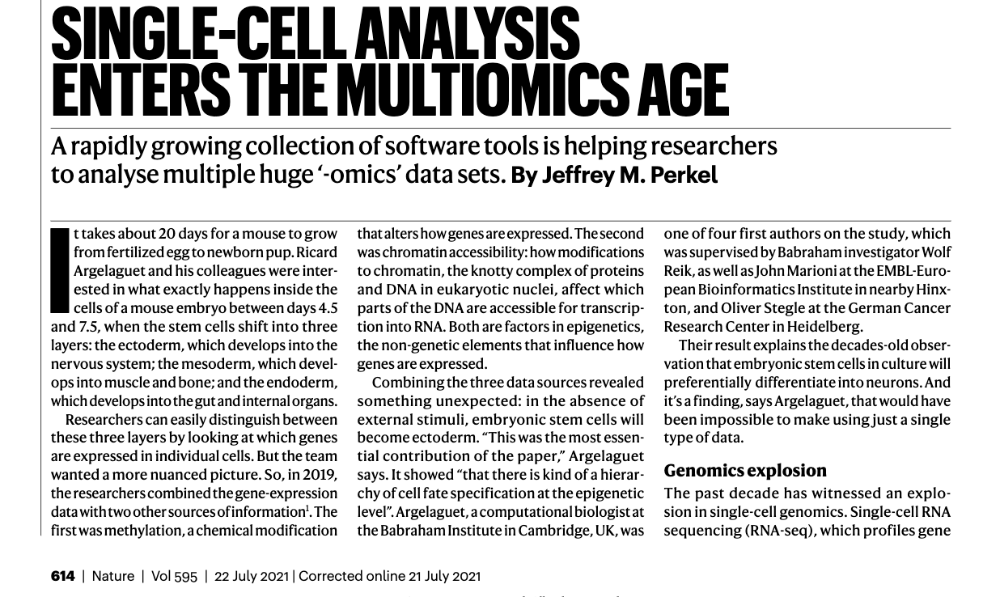 SINGLE-CELL ANALYSIS
ENTERS THE MULTIOMICS AGE
A rapidly growing collection of software tools is helping researchers
to analyse multiple huge ‘-omics’ data sets. By Jeffrey M. Perkel
It takes about 20 days for a mouse to grow
from fertilized egg to newborn pup. Ricard
Argelaguet and his colleagues were inter-
ested in what exactly happens inside the
cells of a mouse embryo between days 4.5
and 7.5, when the stem cells shift into three
layers: the ectoderm, which develops into the
nervous system; the mesoderm, which devel-
ops into muscle and bone; and the endoderm,
which develops into the gut and internal organs.
Researchers can easily distinguish between
these three layers by looking at which genes
are expressed in individual cells. But the team
wanted a more nuanced picture. So, in 2019,
the researchers combined the gene-expression
data with two other sources of information¹. The
first was methylation, a chemical modification
that alters how genes are expressed. The second
was chromatin accessibility: how modifications
to chromatin, the knotty complex of proteins
and DNA in eukaryotic nuclei, affect which
parts of the DNA are accessible for transcrip-
tion into RNA. Both are factors in epigenetics,
the non-genetic elements that influence how
genes are expressed.
Combining the three data sources revealed
something unexpected: in the absence of
external stimuli, embryonic stem cells will
become ectoderm. “This was the most essen-
tial contribution of the paper,” Argelaguet
says. It showed “that there is kind of a hierar-
chy of cell fate specification at the epigenetic
level”. Argelaguet, a computational biologist at
the Babraham Institute in Cambridge, UK, was
one of four first authors on the study, which
was supervised by Babraham investigator Wolf
Reik, as well as John Marioni at the EMBL-Euro-
pean Bioinformatics Institute in nearby Hinx-
ton, and Oliver Stegle at the German Cancer
Research Center in Heidelberg.
Their result explains the decades-old obser-
vation that embryonic stem cells in culture will
preferentially differentiate into neurons. And
it’s a finding, says Argelaguet, that would have
been impossible to make using just a single
type of data.
Genomics explosion
The past decade has witnessed an explo-
sion in single-cell genomics. Single-cell RNA
sequencing (RNA-seq), which profiles gene
614 | Nature | Vol 595 | 22 July 2021 | Corrected online 21 July 2021